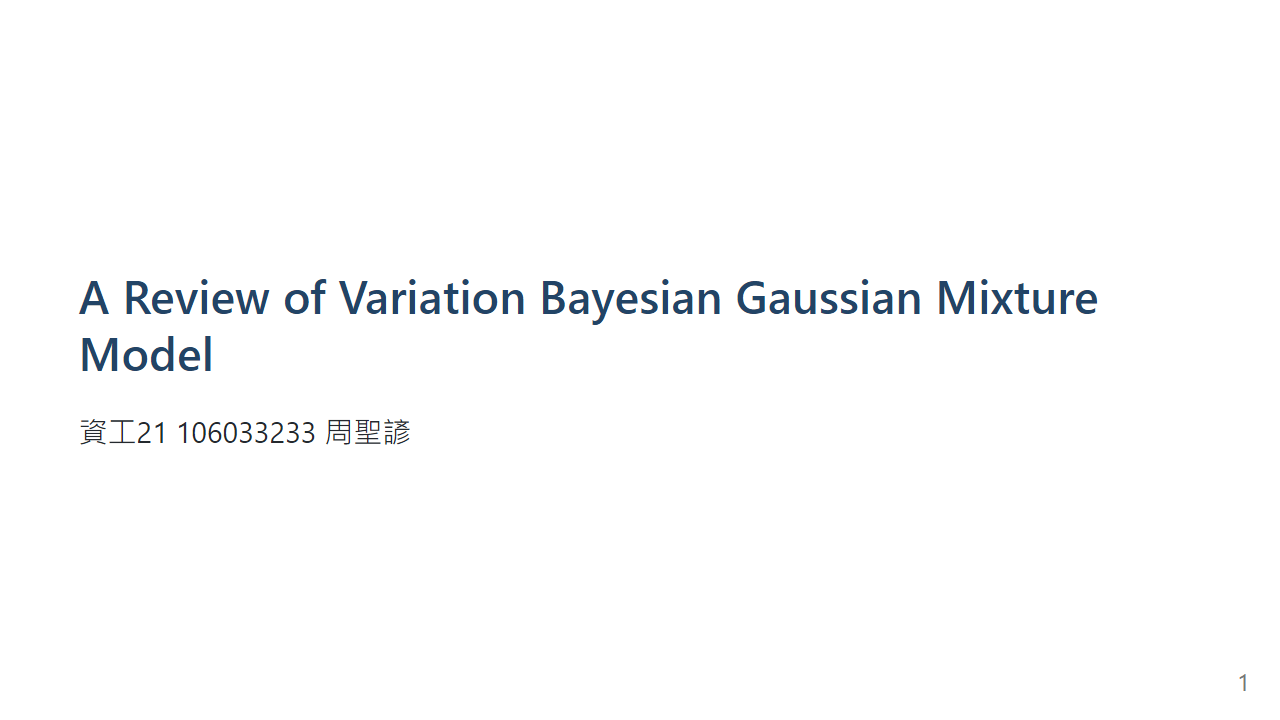 A Review of Variation Bayesian Gaussian Mixture
Model
資工21 106033233 周聖諺
1